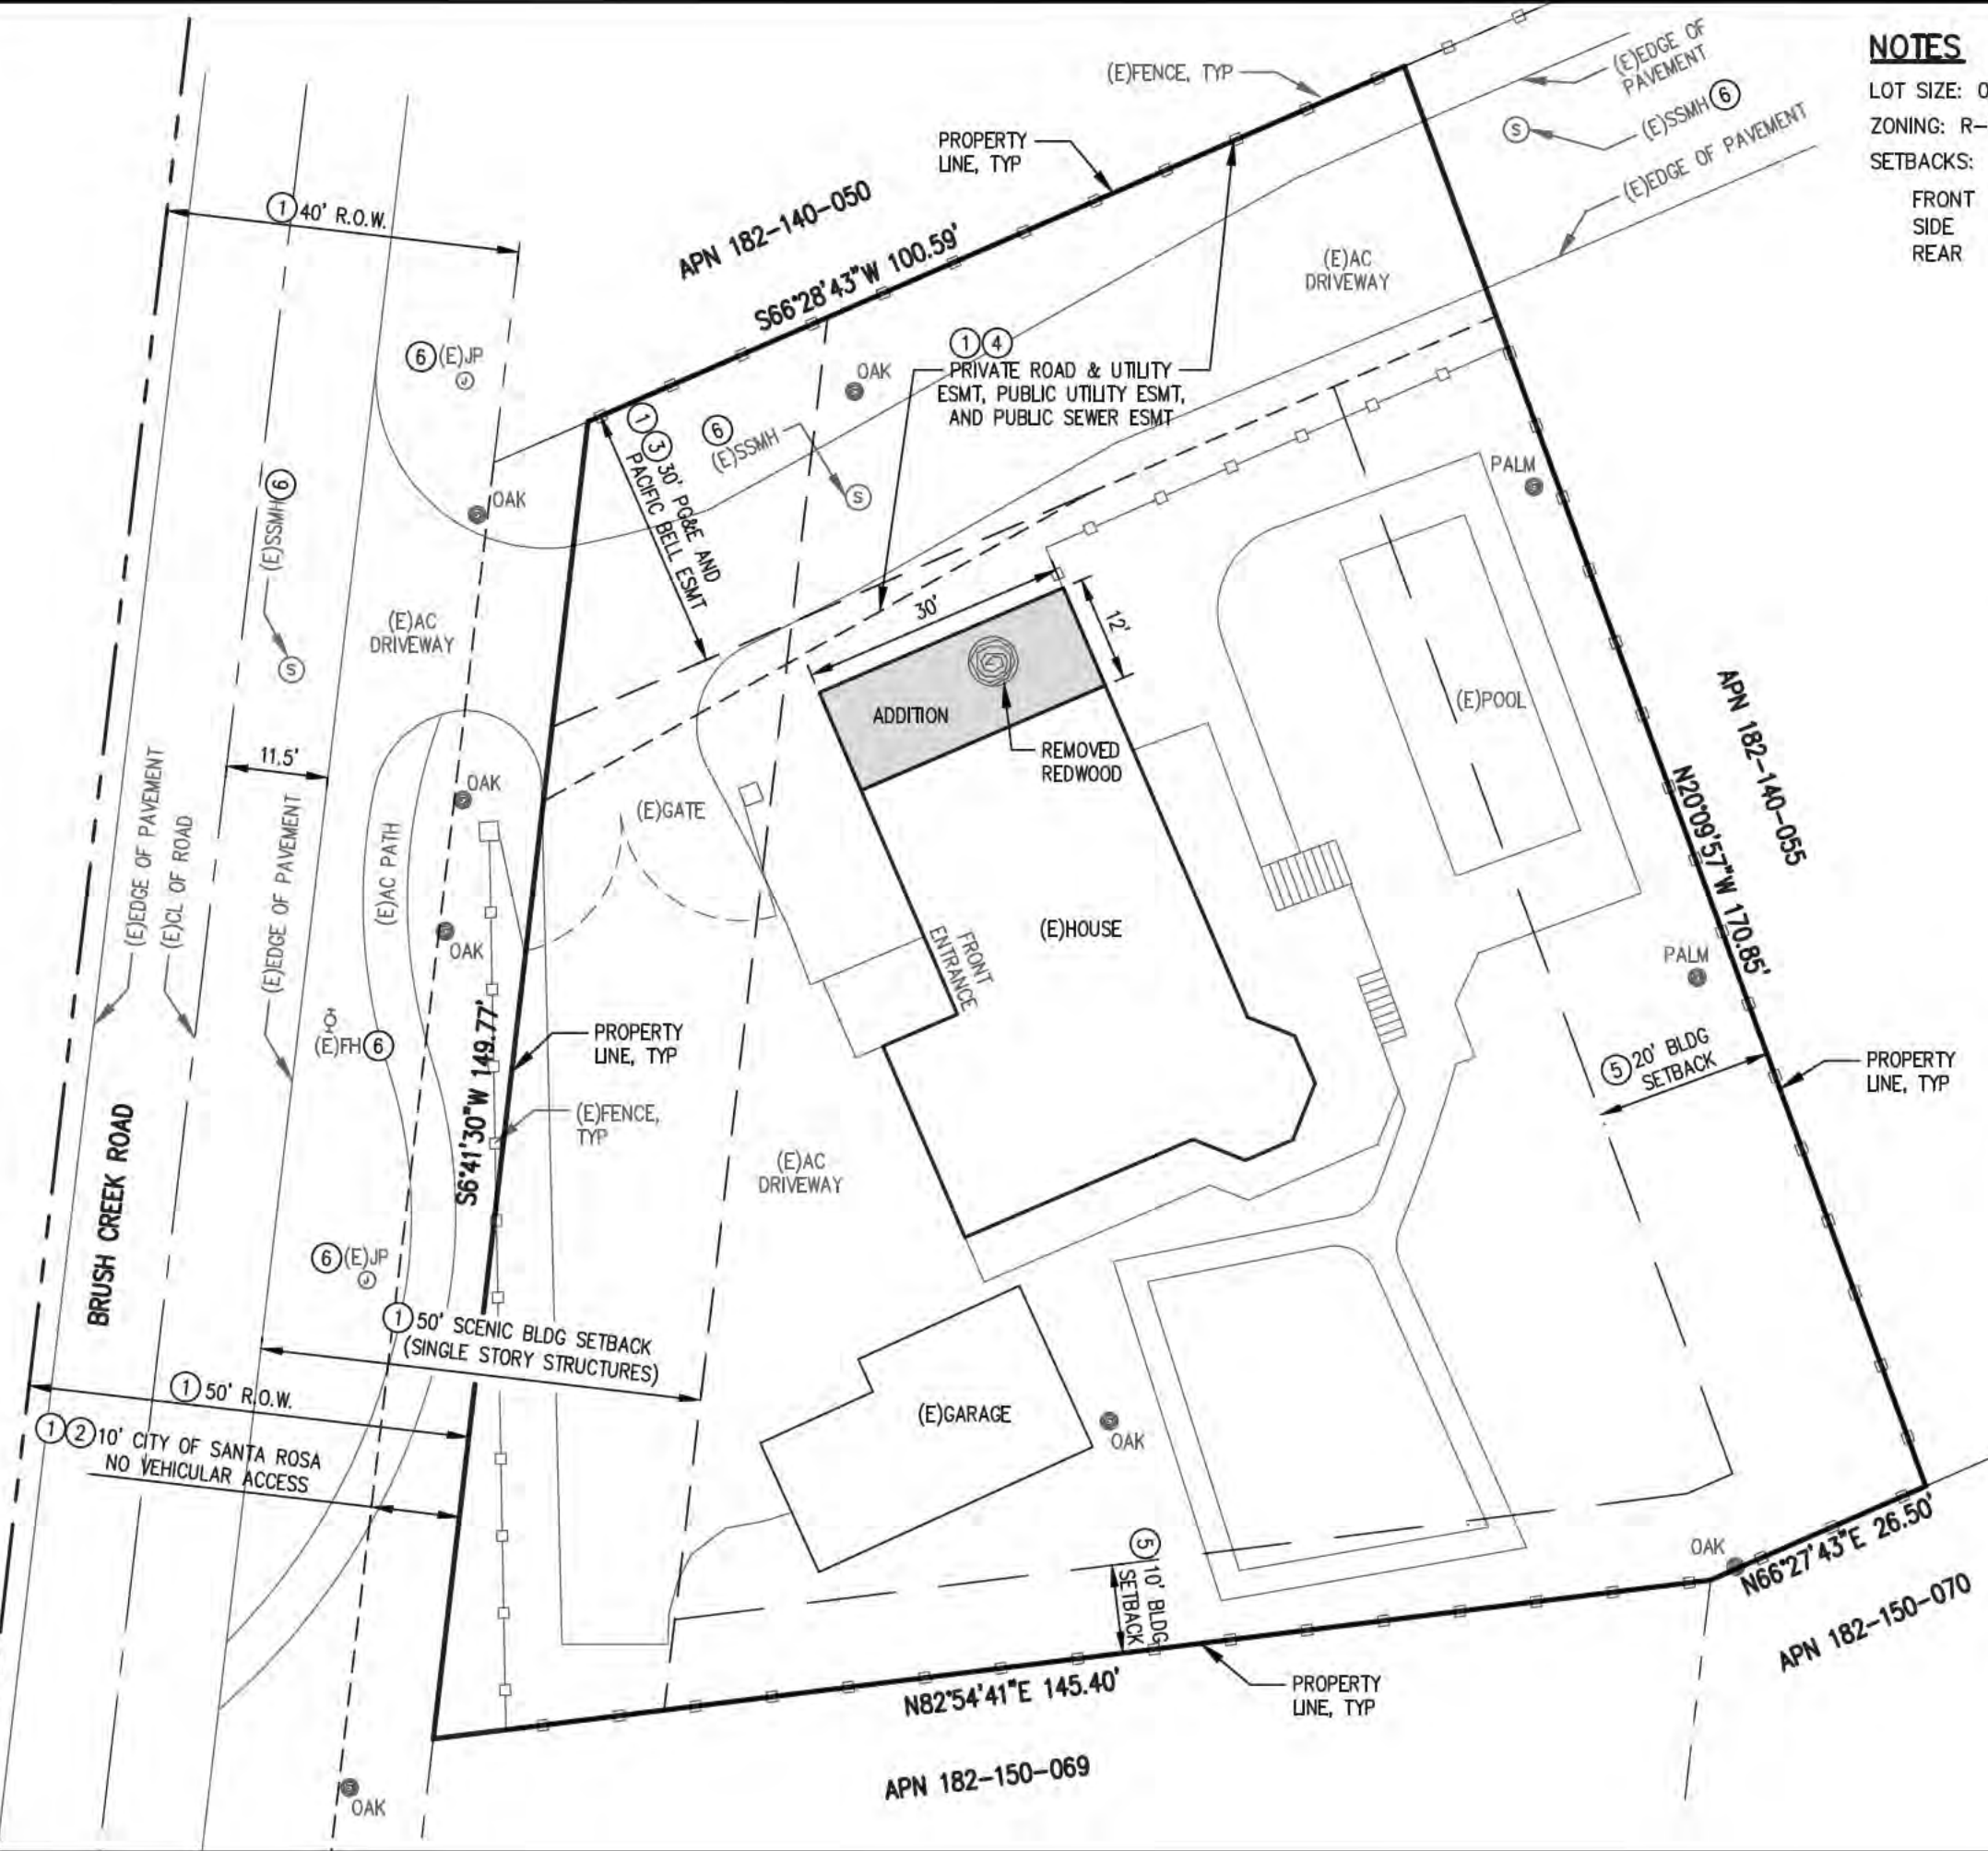 NOTES
LOT SIZE: 0
ZONING: R-
SETBACKS:
FRONT
SIDE
REAR
(E)FENCE, TYP
(E)EDGE OF
PAVEMENT
(E)SSMH 6
(E)EDGE OF PAVEMENT
PROPERTY
LINE, TYP
APN 182-140-050
S66°28'43"W 100.59'
1 40' R.O.W.
(E)AC
DRIVEWAY
6 (E)JP
OAK
1 4
PRIVATE ROAD & UTILITY
ESMT, PUBLIC UTILITY ESMT,
AND PUBLIC SEWER ESMT
1
3 30' PG&E AND
PACIFIC BELL ESMT
6
(E)SSMH
S
S
PALM
OAK
(E)SSMH 6
S
(E)AC
DRIVEWAY
30'
12'
ADDITION
REMOVED
REDWOOD
(E)POOL
APN 182-140-055
N20°09'57"W 170.85'
11.5'
OAK
(E)GATE
(E)EDGE OF PAVEMENT
(E)CL OF ROAD
(E)EDGE OF PAVEMENT
(E)AC PATH
OAK
FRONT
ENTRANCE
(E)HOUSE
PALM
(E)FH 6
S6°41'30"W 149.77'
PROPERTY
LINE, TYP
(E)FENCE,
TYP
5 20' BLDG
SETBACK
PROPERTY
LINE, TYP
BRUSH CREEK ROAD
(E)AC
DRIVEWAY
6 (E)JP
1 50' SCENIC BLDG SETBACK
(SINGLE STORY STRUCTURES)
1 50' R.O.W.
1 2 10' CITY OF SANTA ROSA
NO VEHICULAR ACCESS
(E)GARAGE
OAK
5 10' BLDG
SETBACK
OAK
N66°27'43"E 26.50'
APN 182-150-070
N82°54'41"E 145.40'
PROPERTY
LINE, TYP
APN 182-150-069
OAK